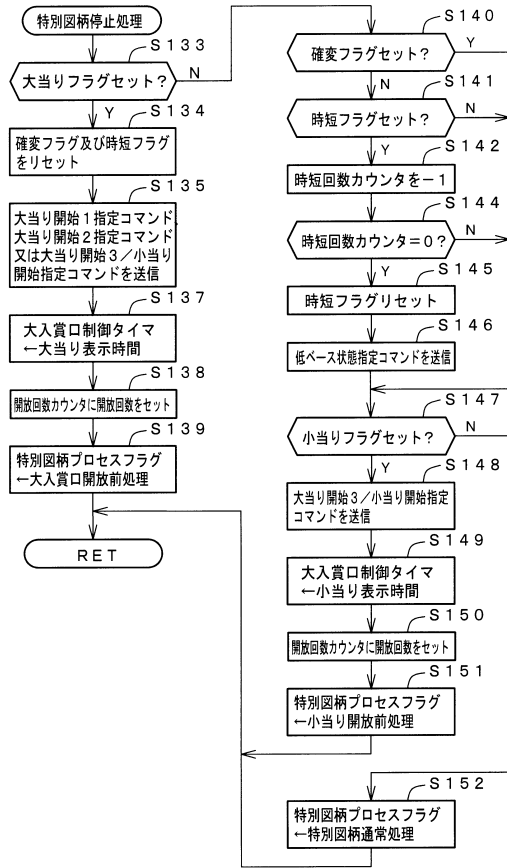 特別図柄停止処理
S133
大当りフラグセット？
N
Y
S134
確変フラグ及び時短フラグ
をリセット
S135
大当り開始１指定コマンド、
大当り開始２指定コマンド
又は大当り開始３／小当り
開始指定コマンドを送信
S137
大入賞口制御タイマ
←大当り表示時間
S138
開放回数カウンタに開放回数をセット
S139
特別図柄プロセスフラグ
←大入賞口開放前処理
RET
S140
確変フラグセット？
Y
N
S141
時短フラグセット？
N
Y
S142
時短回数カウンタを－１
S144
時短回数カウンタ＝０？
N
Y
S145
時短フラグリセット
S146
低ベース状態指定コマンドを送信
S147
小当りフラグセット？
N
Y
S148
大当り開始３／小当り開始指定
コマンドを送信
S149
大入賞口制御タイマ
←小当り表示時間
S150
開放回数カウンタに開放回数をセット
S151
特別図柄プロセスフラグ
←小当り開放前処理
S152
特別図柄プロセスフラグ
←特別図柄通常処理